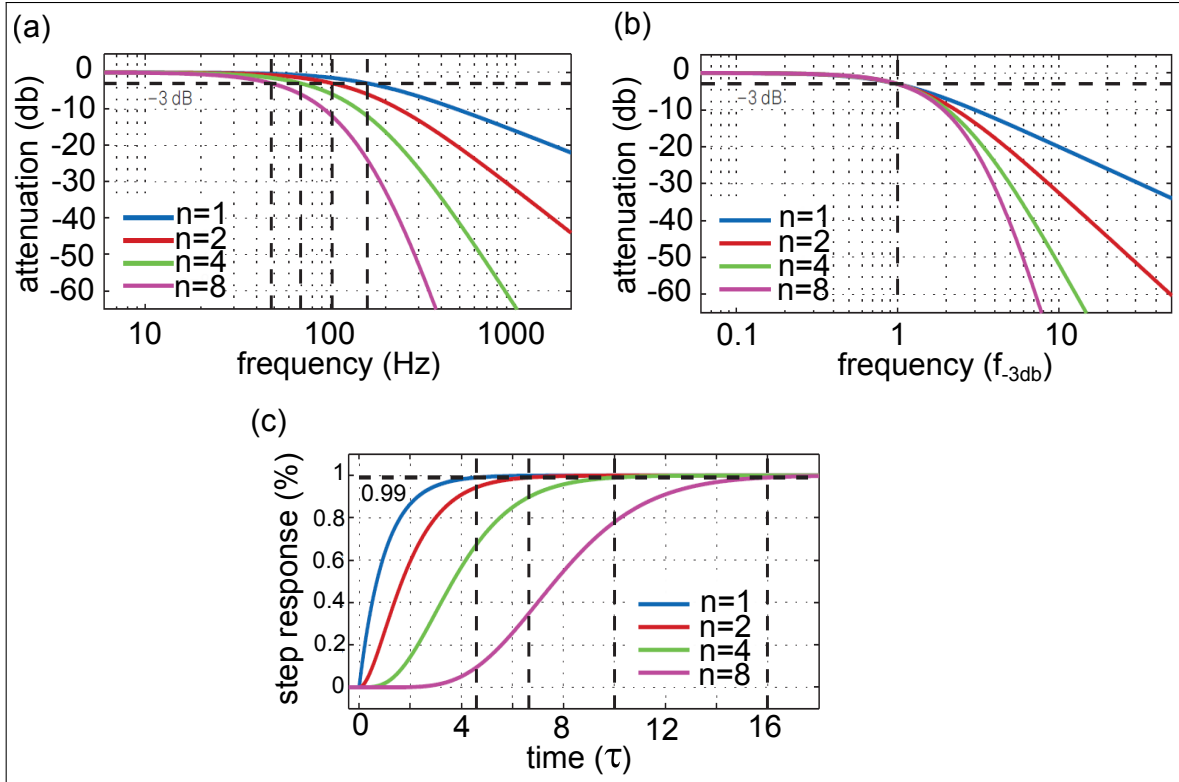 (a)
attenuation (db)
0
-10
-20
-30
-40
-50
-60
−3 dB
n=1
n=2
n=4
n=8
10
100
1000
frequency (Hz)
(b)
attenuation (db)
0
-10
-20
-30
-40
-50
-60
−3 dB
n=1
n=2
n=4
n=8
0.1
1
10
frequency (f-3db)
(c)
step response (%)
1
0.8
0.6
0.4
0.2
0
0.99
n=1
n=2
n=4
n=8
0
4
8
12
16
time (τ)